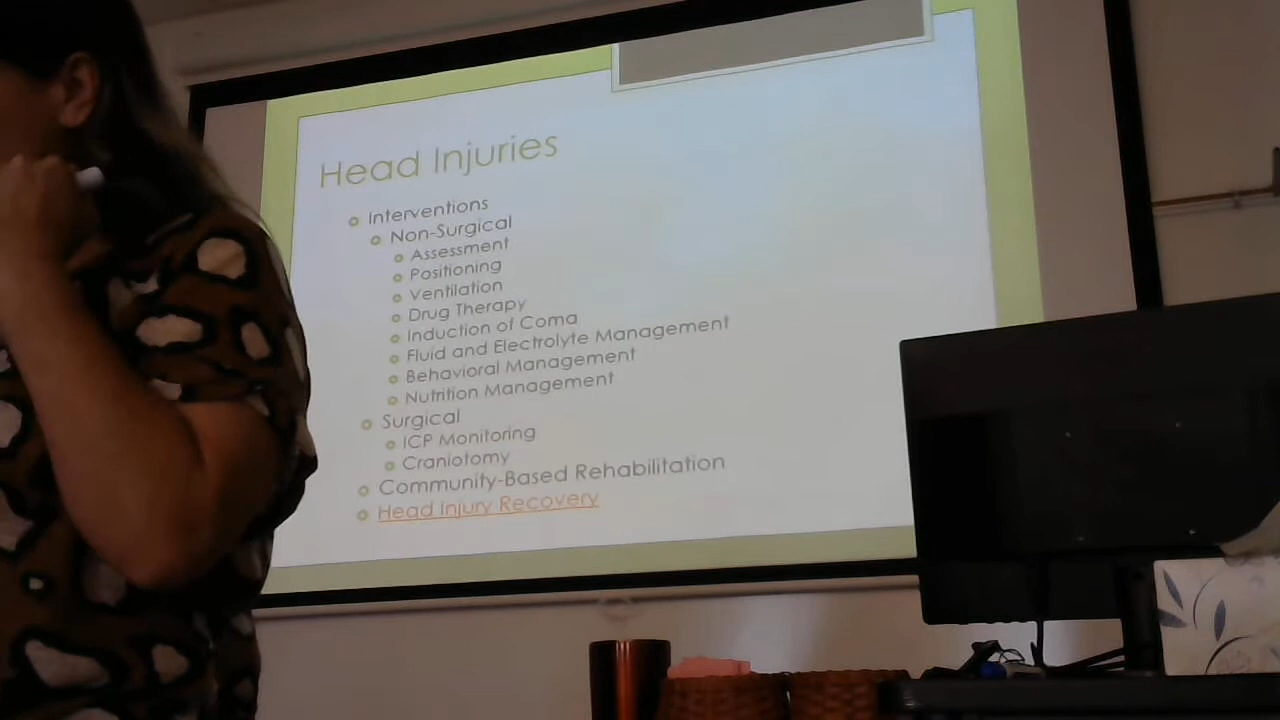 Head Injuries
Interventions
Non-Surgical
Assessment
Positioning
Ventilation
Drug Therapy
Induction of Coma
Fluid and Electrolyte Management
Behavioral Management
Nutrition Management
Surgical
ICP Monitoring
Craniotomy
Community-Based Rehabilitation
Head Injury Recovery